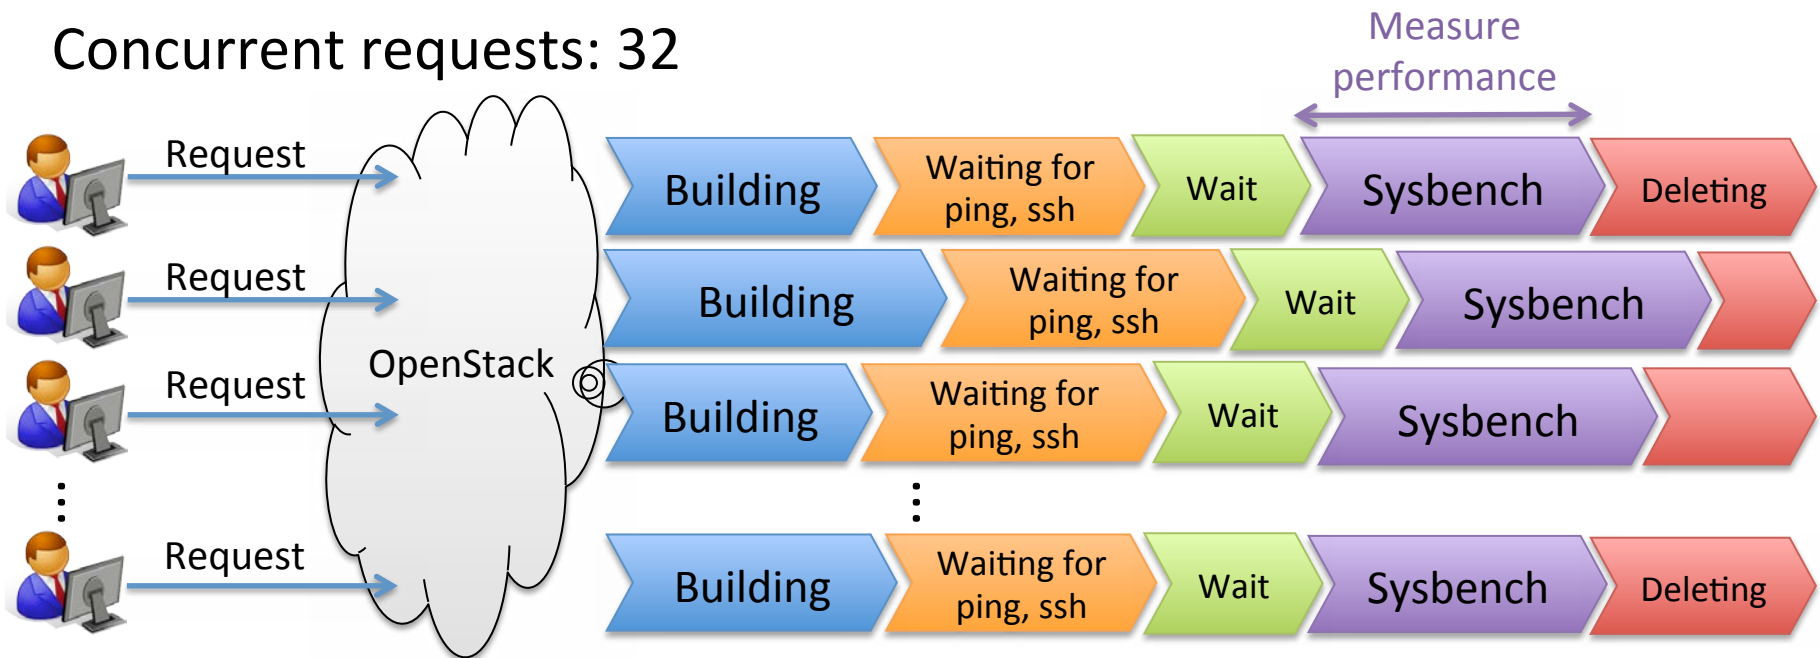 Concurrent requests: 32
Measure
performance
Request
Building
Waiting for
ping, ssh
Wait
Sysbench
Deleting
Request
Building
Waiting for
ping, ssh
Wait
Sysbench
OpenStack
Request
Building
Waiting for
ping, ssh
Wait
Sysbench
Request
Building
Waiting for
ping, ssh
Wait
Sysbench
Deleting